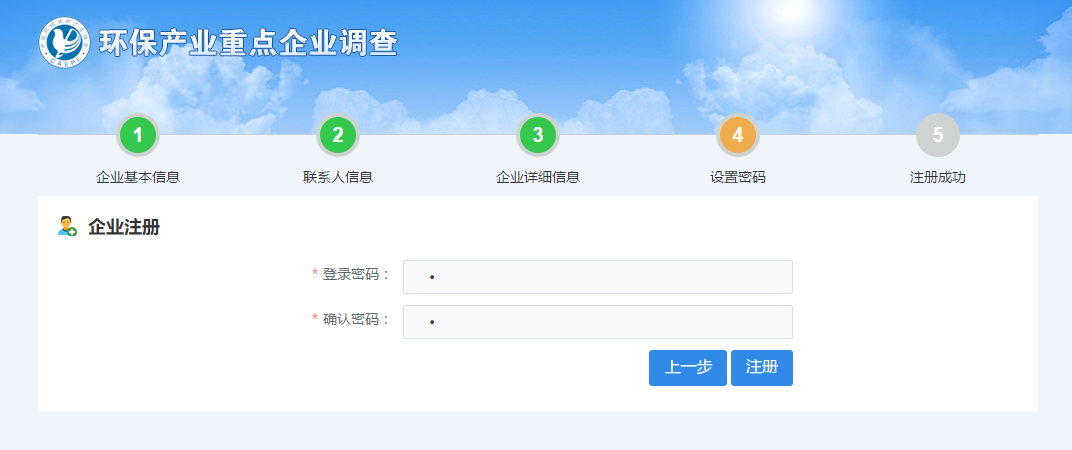 环保产业重点企业调查
CAEPI
1 2 3 4 5
企业基本信息 联系人信息 企业详细信息 设置密码 注册成功
企业注册
* 登录密码：
* 确认密码：
上一步 注册